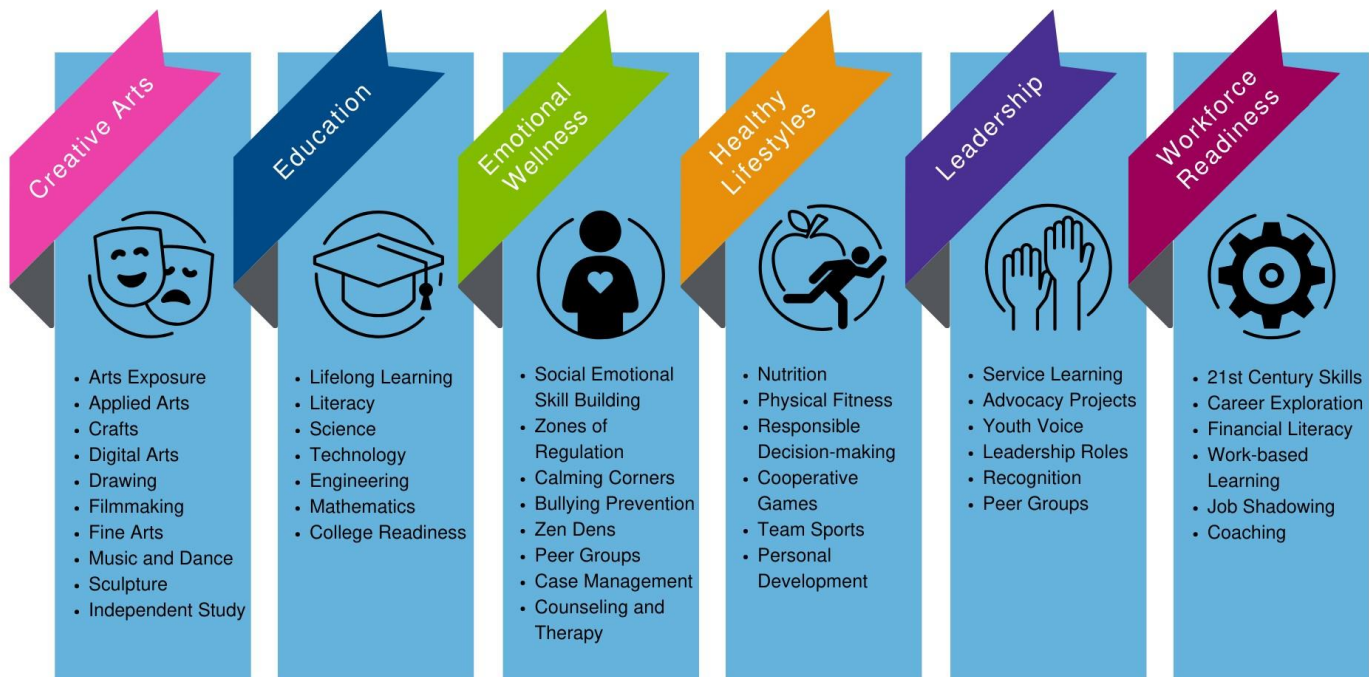 Creative Arts
Arts Exposure
Applied Arts
Crafts
Digital Arts
Drawing
Filmmaking
Fine Arts
Music and Dance
Sculpture
Independent Study
Education
Lifelong Learning
Literacy
Science
Technology
Engineering
Mathematics
College Readiness
Emotional
Wellness
Social Emotional
Skill Building
Zones of
Regulation
Calming Corners
Bullying Prevention
Zen Dens
Peer Groups
Case Management
Counseling and
Therapy
Healthy
Lifestyles
Nutrition
Physical Fitness
Responsible
Decision-making
Cooperative
Games
Team Sports
Personal
Development
Leadership
Service Learning
Advocacy Projects
Youth Voice
Leadership Roles
Recognition
Peer Groups
Workforce
Readiness
21st Century Skills
Career Exploration
Financial Literacy
Work-based
Learning
Job Shadowing
Coaching